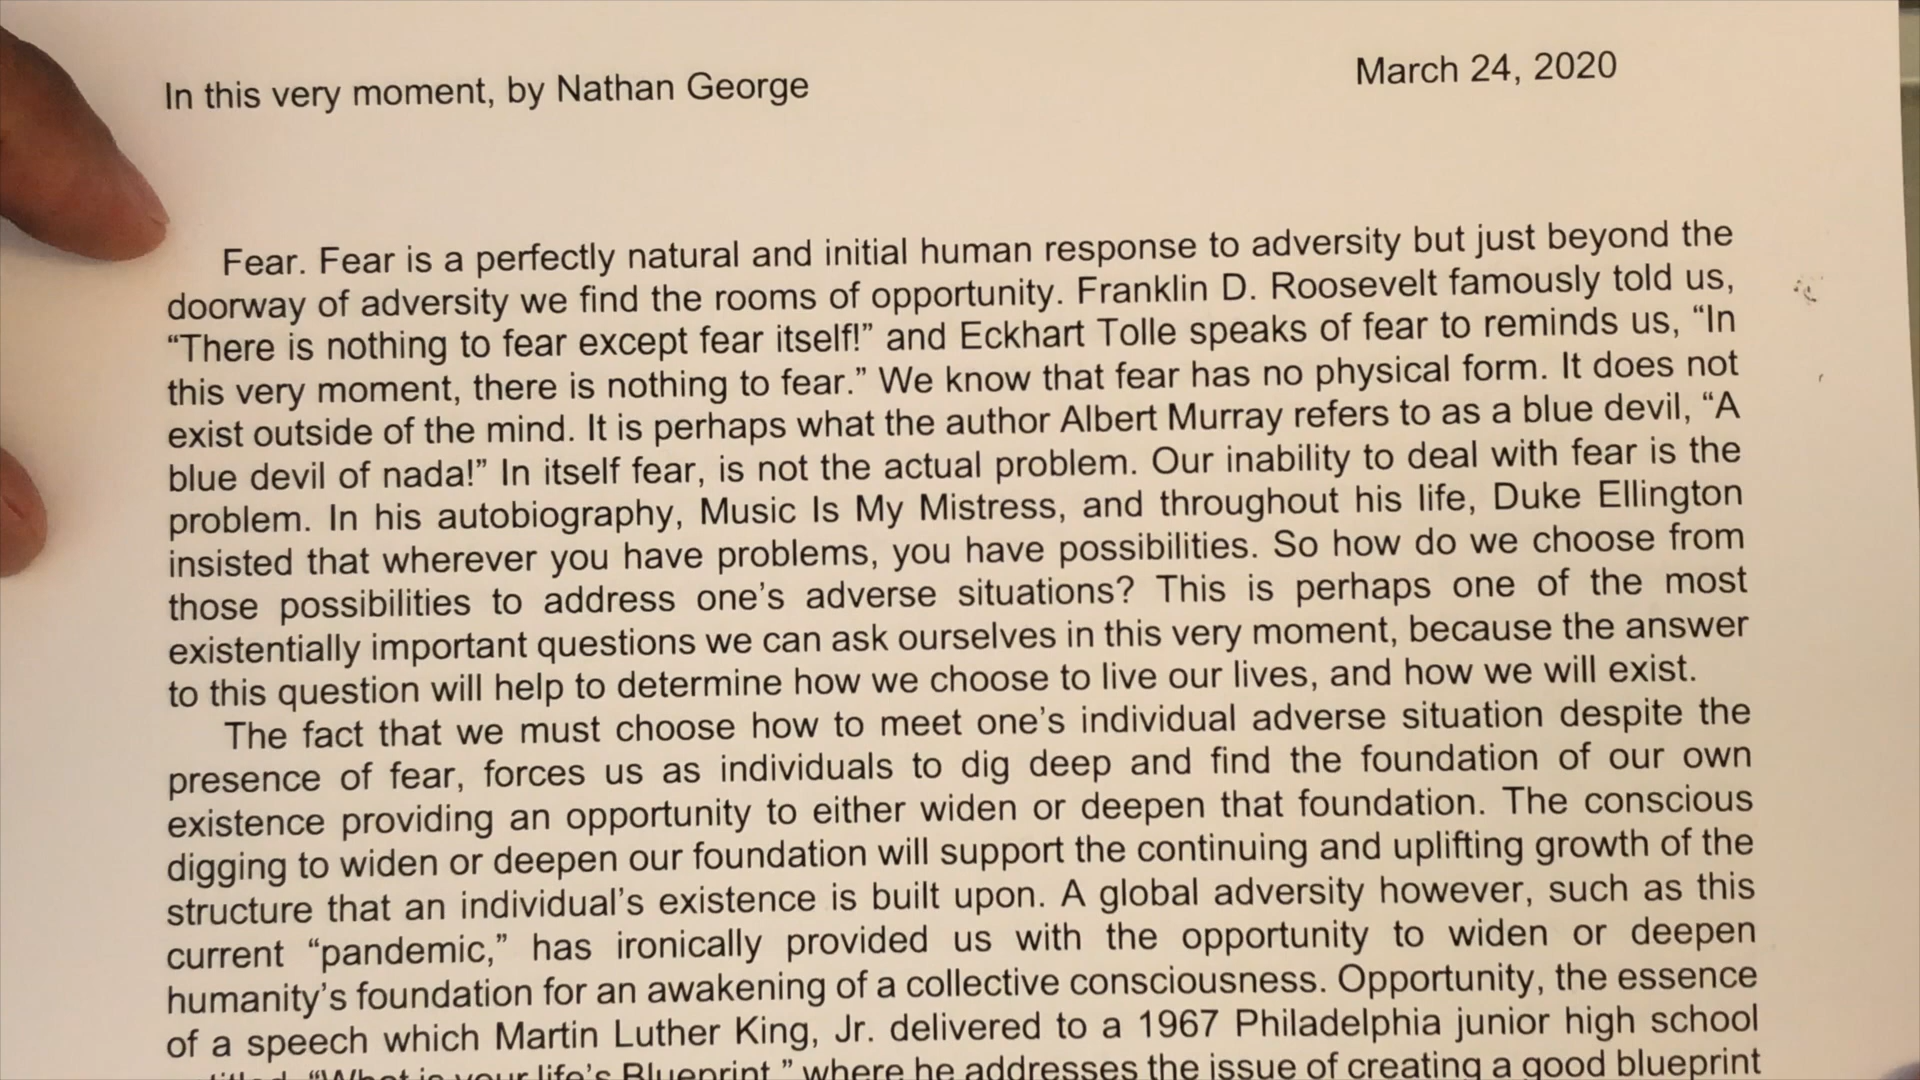 In this very moment, by Nathan George
March 24, 2020
Fear. Fear is a perfectly natural and initial human response to adversity but just beyond the
doorway of adversity we find the rooms of opportunity. Franklin D. Roosevelt famously told us,
“There is nothing to fear except fear itself!” and Eckhart Tolle speaks of fear to reminds us, “In
this very moment, there is nothing to fear.” We know that fear has no physical form. It does not
exist outside of the mind. It is perhaps what the author Albert Murray refers to as a blue devil, “A
blue devil of nada!” In itself fear, is not the actual problem. Our inability to deal with fear is the
problem. In his autobiography, Music Is My Mistress, and throughout his life, Duke Ellington
insisted that wherever you have problems, you have possibilities. So how do we choose from
those possibilities to address one’s adverse situations? This is perhaps one of the most
existentially important questions we can ask ourselves in this very moment, because the answer
to this question will help to determine how we choose to live our lives, and how we will exist.
The fact that we must choose how to meet one’s individual adverse situation despite the
presence of fear, forces us as individuals to dig deep and find the foundation of our own
existence providing an opportunity to either widen or deepen that foundation. The conscious
digging to widen or deepen our foundation will support the continuing and uplifting growth of the
structure that an individual’s existence is built upon. A global adversity however, such as this
current “pandemic,” has ironically provided us with the opportunity to widen or deepen
humanity’s foundation for an awakening of a collective consciousness. Opportunity, the essence
of a speech which Martin Luther King, Jr. delivered to a 1967 Philadelphia junior high school
“What is your life’s Blueprint,” where he addresses the issue of creating a good blueprint